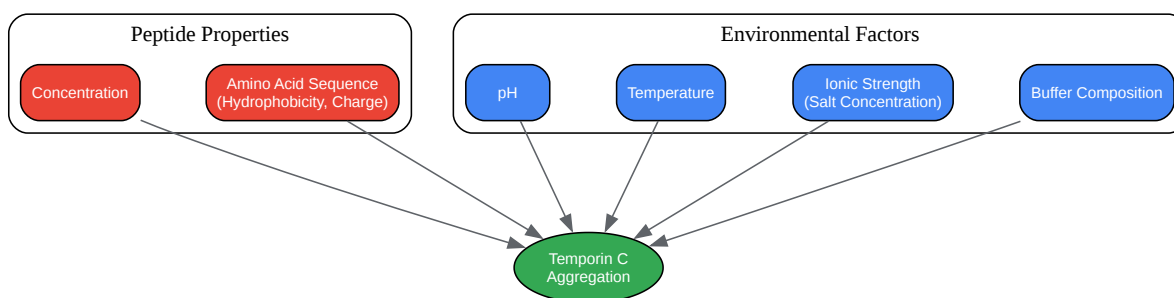 Peptide Properties
Environmental Factors
Concentration
Amino Acid Sequence
(Hydrophobicity, Charge)
pH
Temperature
Ionic Strength
(Salt Concentration)
Buffer Composition
Temporin C
Aggregation